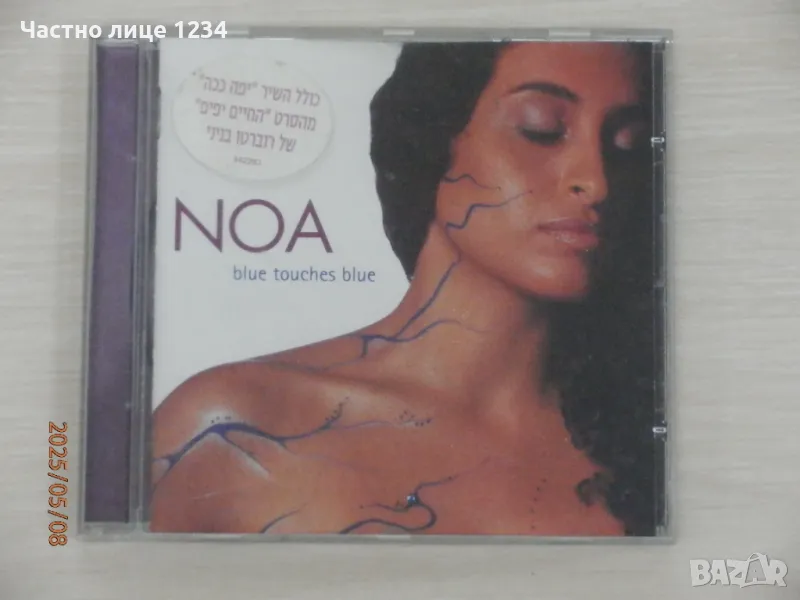 Частно лице 1234
כולל השיר "יפה ככה"
מהסרט "החיים יפים"
של רוברטו בניני
NOA
blue touches blue
2025/05/08
BAZAR